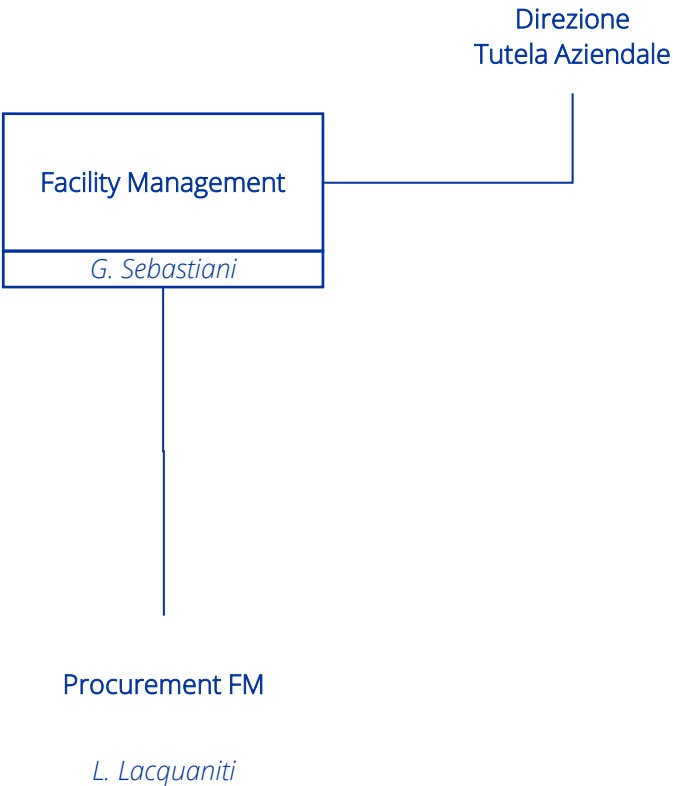 Direzione
Tutela Aziendale
Facility Management
G. Sebastiani
Procurement FM
L. Lacquaniti